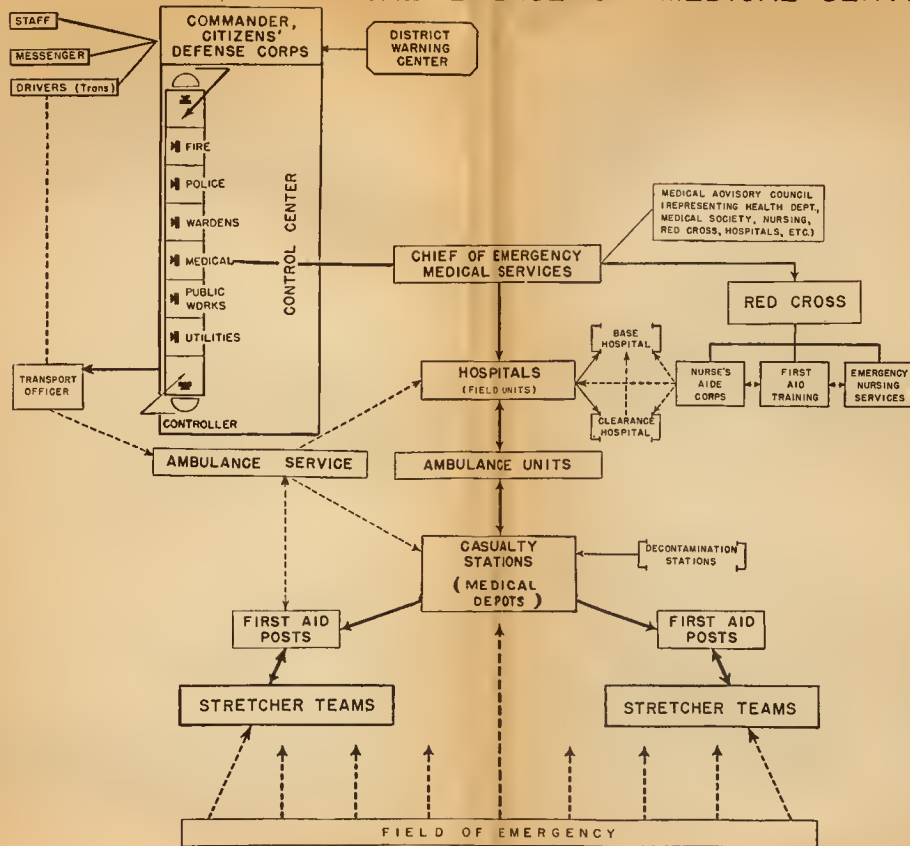 MEDICAL
STAFF
MESSENGER
DRIVERS (Trans)
COMMANDER,
CITIZENS'
DEFENSE CORPS
DISTRICT
WARNING
CENTER
FIRE
POLICE
WARDENS
MEDICAL
PUBLIC
WORKS
UTILITIES
CONTROL CENTER
CONTROLLER
MEDICAL ADVISORY COUNCIL
(REPRESENTING HEALTH DEPT.,
MEDICAL SOCIETY, NURSING,
RED CROSS, HOSPITALS, ETC.)
CHIEF OF EMERGENCY
MEDICAL SERVICES
RED CROSS
BASE
HOSPITAL
TRANSPORT
OFFICER
HOSPITALS
(FIELD UNITS)
NURSE'S
AIDE
CORPS
FIRST
AID
TRAINING
EMERGENCY
NURSING
SERVICES
CLEARANCE
HOSPITAL
AMBULANCE SERVICE
AMBULANCE UNITS
CASUALTY
STATIONS
(MEDICAL
DEPOTS)
DECONTAMINATION
STATIONS
FIRST AID
POSTS
FIRST AID
POSTS
STRETCHER TEAMS
STRETCHER TEAMS
FIELD OF EMERGENCY